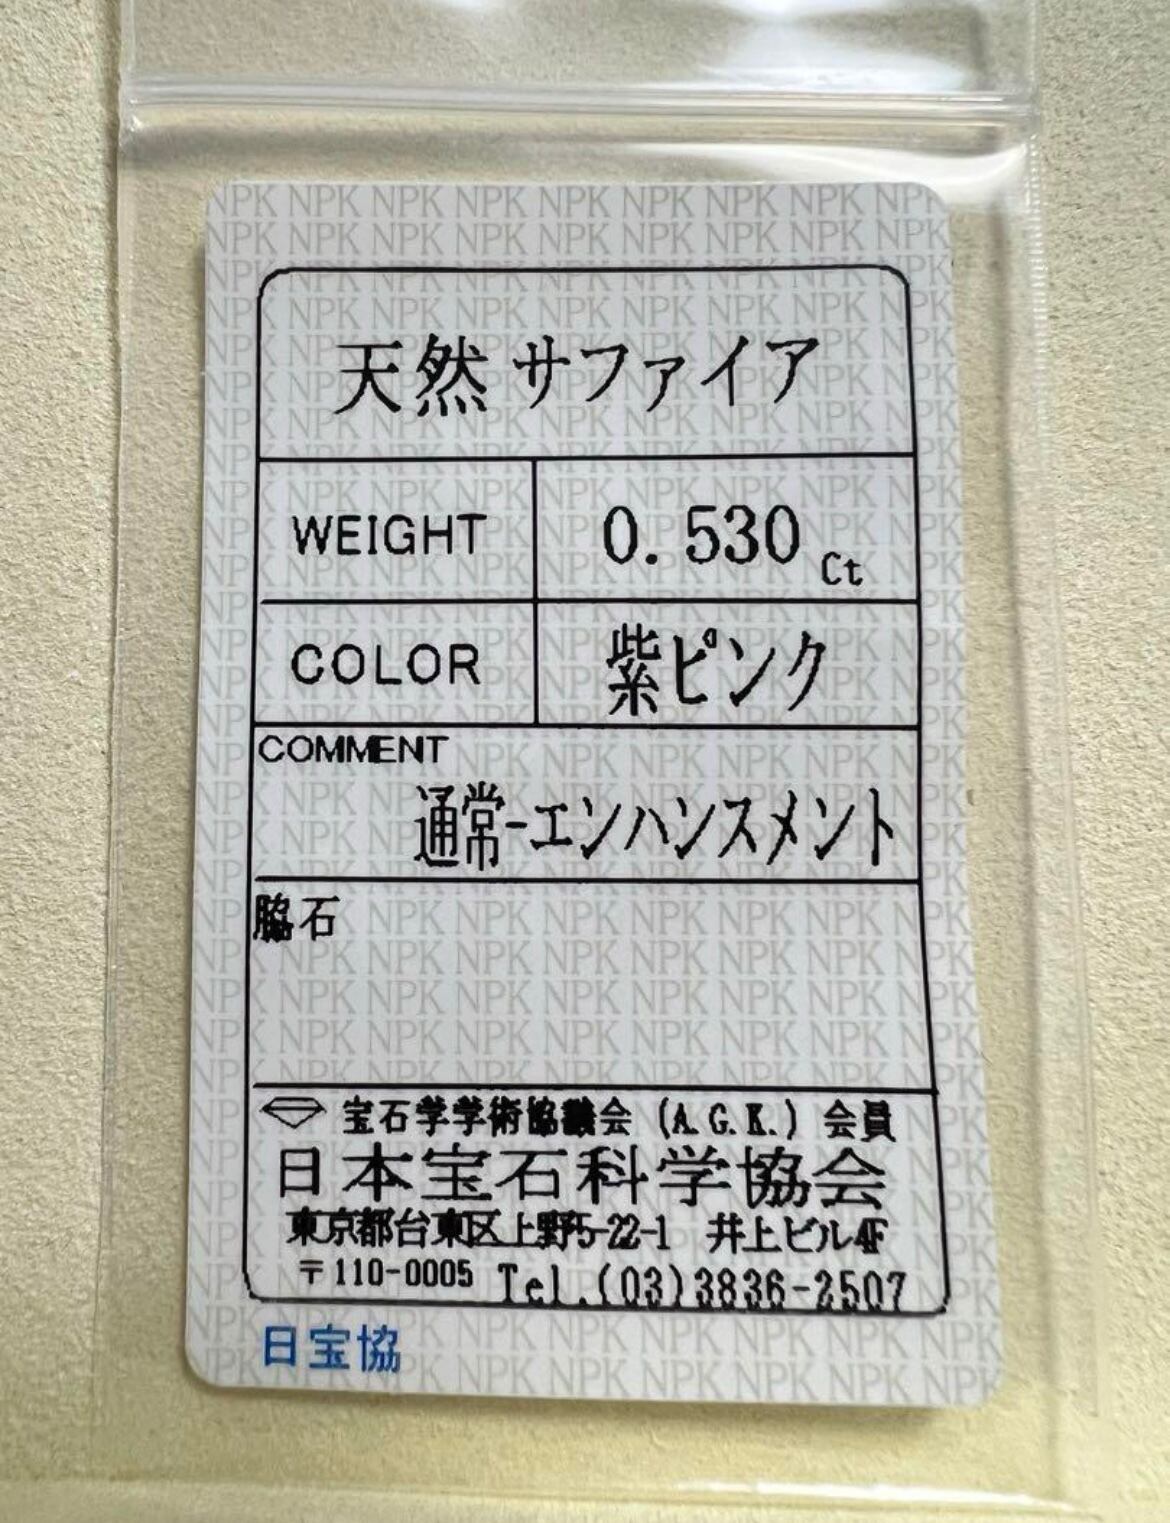 天然サファイア
WEIGHT 0.530 Ct
COLOR 紫ピンク
COMMENT
通常-エンハンスメント
脇石
宝石学学術協議会 (A.G.K.) 会員
日本宝石科学協会
東京都台東区上野5-22-1 井上ビル4F
〒110-0005 Tel.(03)3836-2507
日宝協